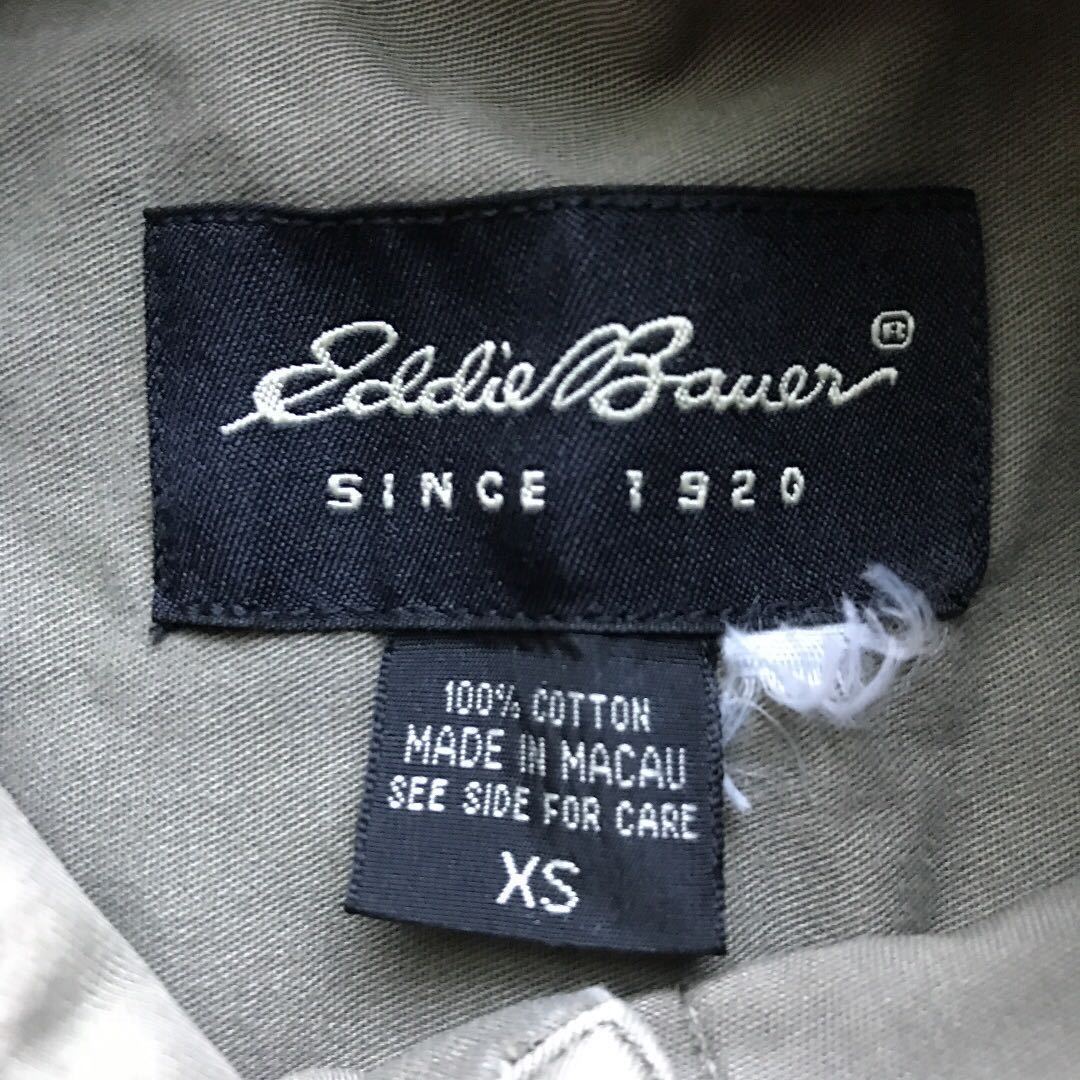 Eddie Bauer®
SINCE 1920
100% COTTON
MADE IN MACAU
SEE SIDE FOR CARE
XS